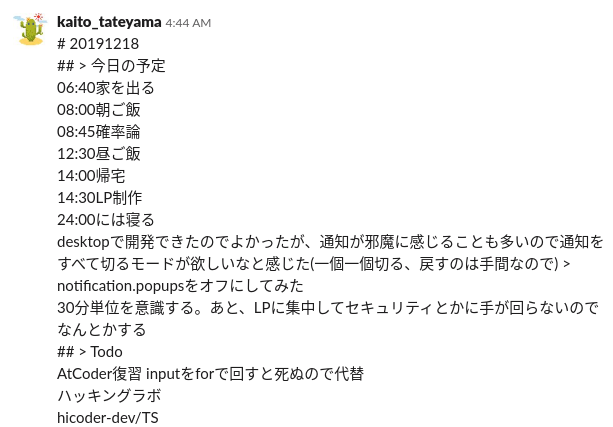 kaito_tateyama 4:44 AM
# 20191218
## > 今日の予定
06:40家を出る
08:00朝ご飯
08:45確率論
12:30昼ご飯
14:00帰宅
14:30LP制作
24:00には寝る
desktopで開発できたのでよかったが、通知が邪魔に感じることも多いので通知を
すべて切るモードが欲しいなと感じた(一個一個切る、戻すのは手間なので) >
notification.popupsをオフにしてみた
30分単位を意識する。あと、LPに集中してセキュリティとかに手が回らないので
なんとかする
## > Todo
AtCoder復習 inputをforで回すと死ぬので代替
ハッキングラボ
hicoder-dev/TS